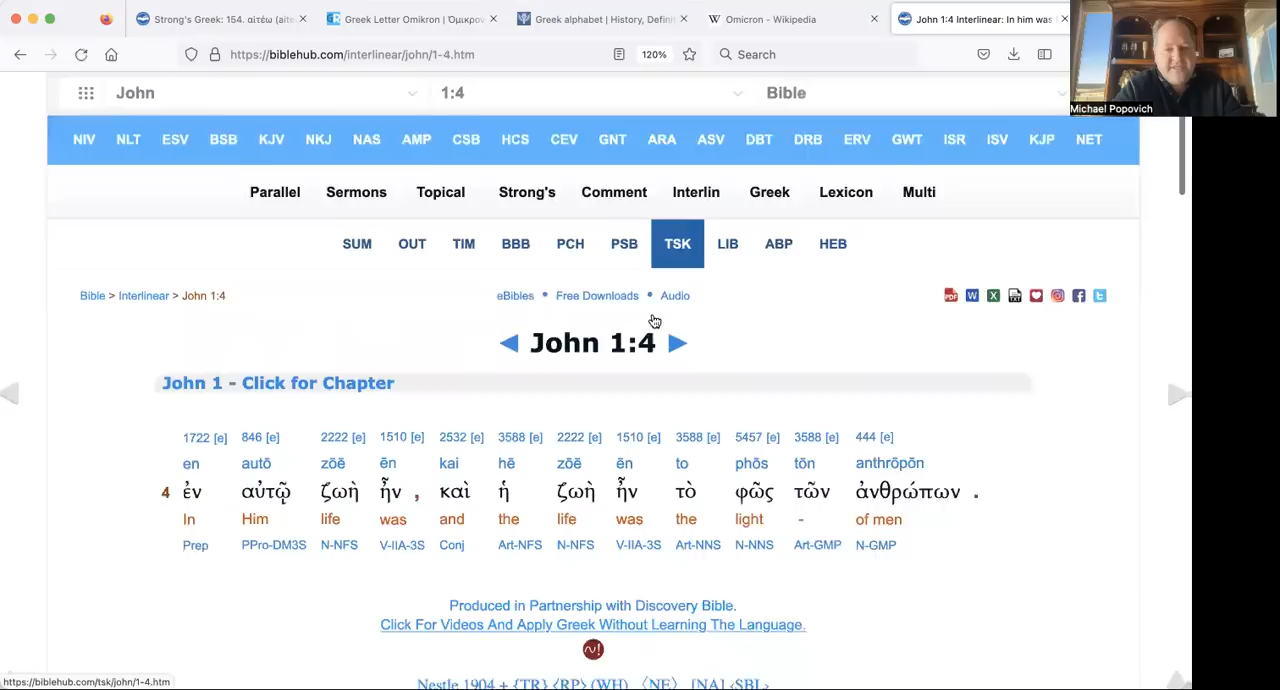 Strong's Greek: 154. αἰτέω (aite
Greek Letter Omikron | Όμικρον
Greek alphabet | History, Defini
Omicron - Wikipedia
John 1:4 Interlinear: In him was
https://biblehub.com/interlinear/john/1-4.htm
120%
Search
Michael Popovich
John 1:4 Bible
NIV NLT ESV BSB KJV NKJ NAS AMP CSB HCS CEV GNT ARA ASV DBT DRB ERV GWT ISR ISV KJP NET
Parallel Sermons Topical Strong's Comment Interlin Greek Lexicon Multi
SUM OUT TIM BBB PCH PSB TSK LIB ABP HEB
Bible > Interlinear > John 1:4
eBibles • Free Downloads • Audio
◄ John 1:4 ►
John 1 - Click for Chapter
1722 [e] 846 [e] 2222 [e] 1510 [e] 2532 [e] 3588 [e] 2222 [e] 1510 [e] 3588 [e] 5457 [e] 3588 [e] 444 [e]
en autō zōē ēn kai hē zōē ēn to phōs tōn anthrōpōn
4 ἐν αὐτῷ ζωὴ ἦν , καὶ ἡ ζωὴ ἦν τὸ φῶς τῶν ἀνθρώπων .
In Him life was and the life was the light - of men
Prep PPro-DM3S N-NFS V-IIA-3S Conj Art-NFS N-NFS V-IIA-3S Art-NNS N-NNS Art-GMP N-GMP
Produced in Partnership with Discovery Bible.
Click For Videos And Apply Greek Without Learning The Language.
Nestle 1904 + {TR} ⧼RP⧽ (WH) 〈NE〉 [NA] ‹SBL›
https://biblehub.com/tsk/john/1-4.htm